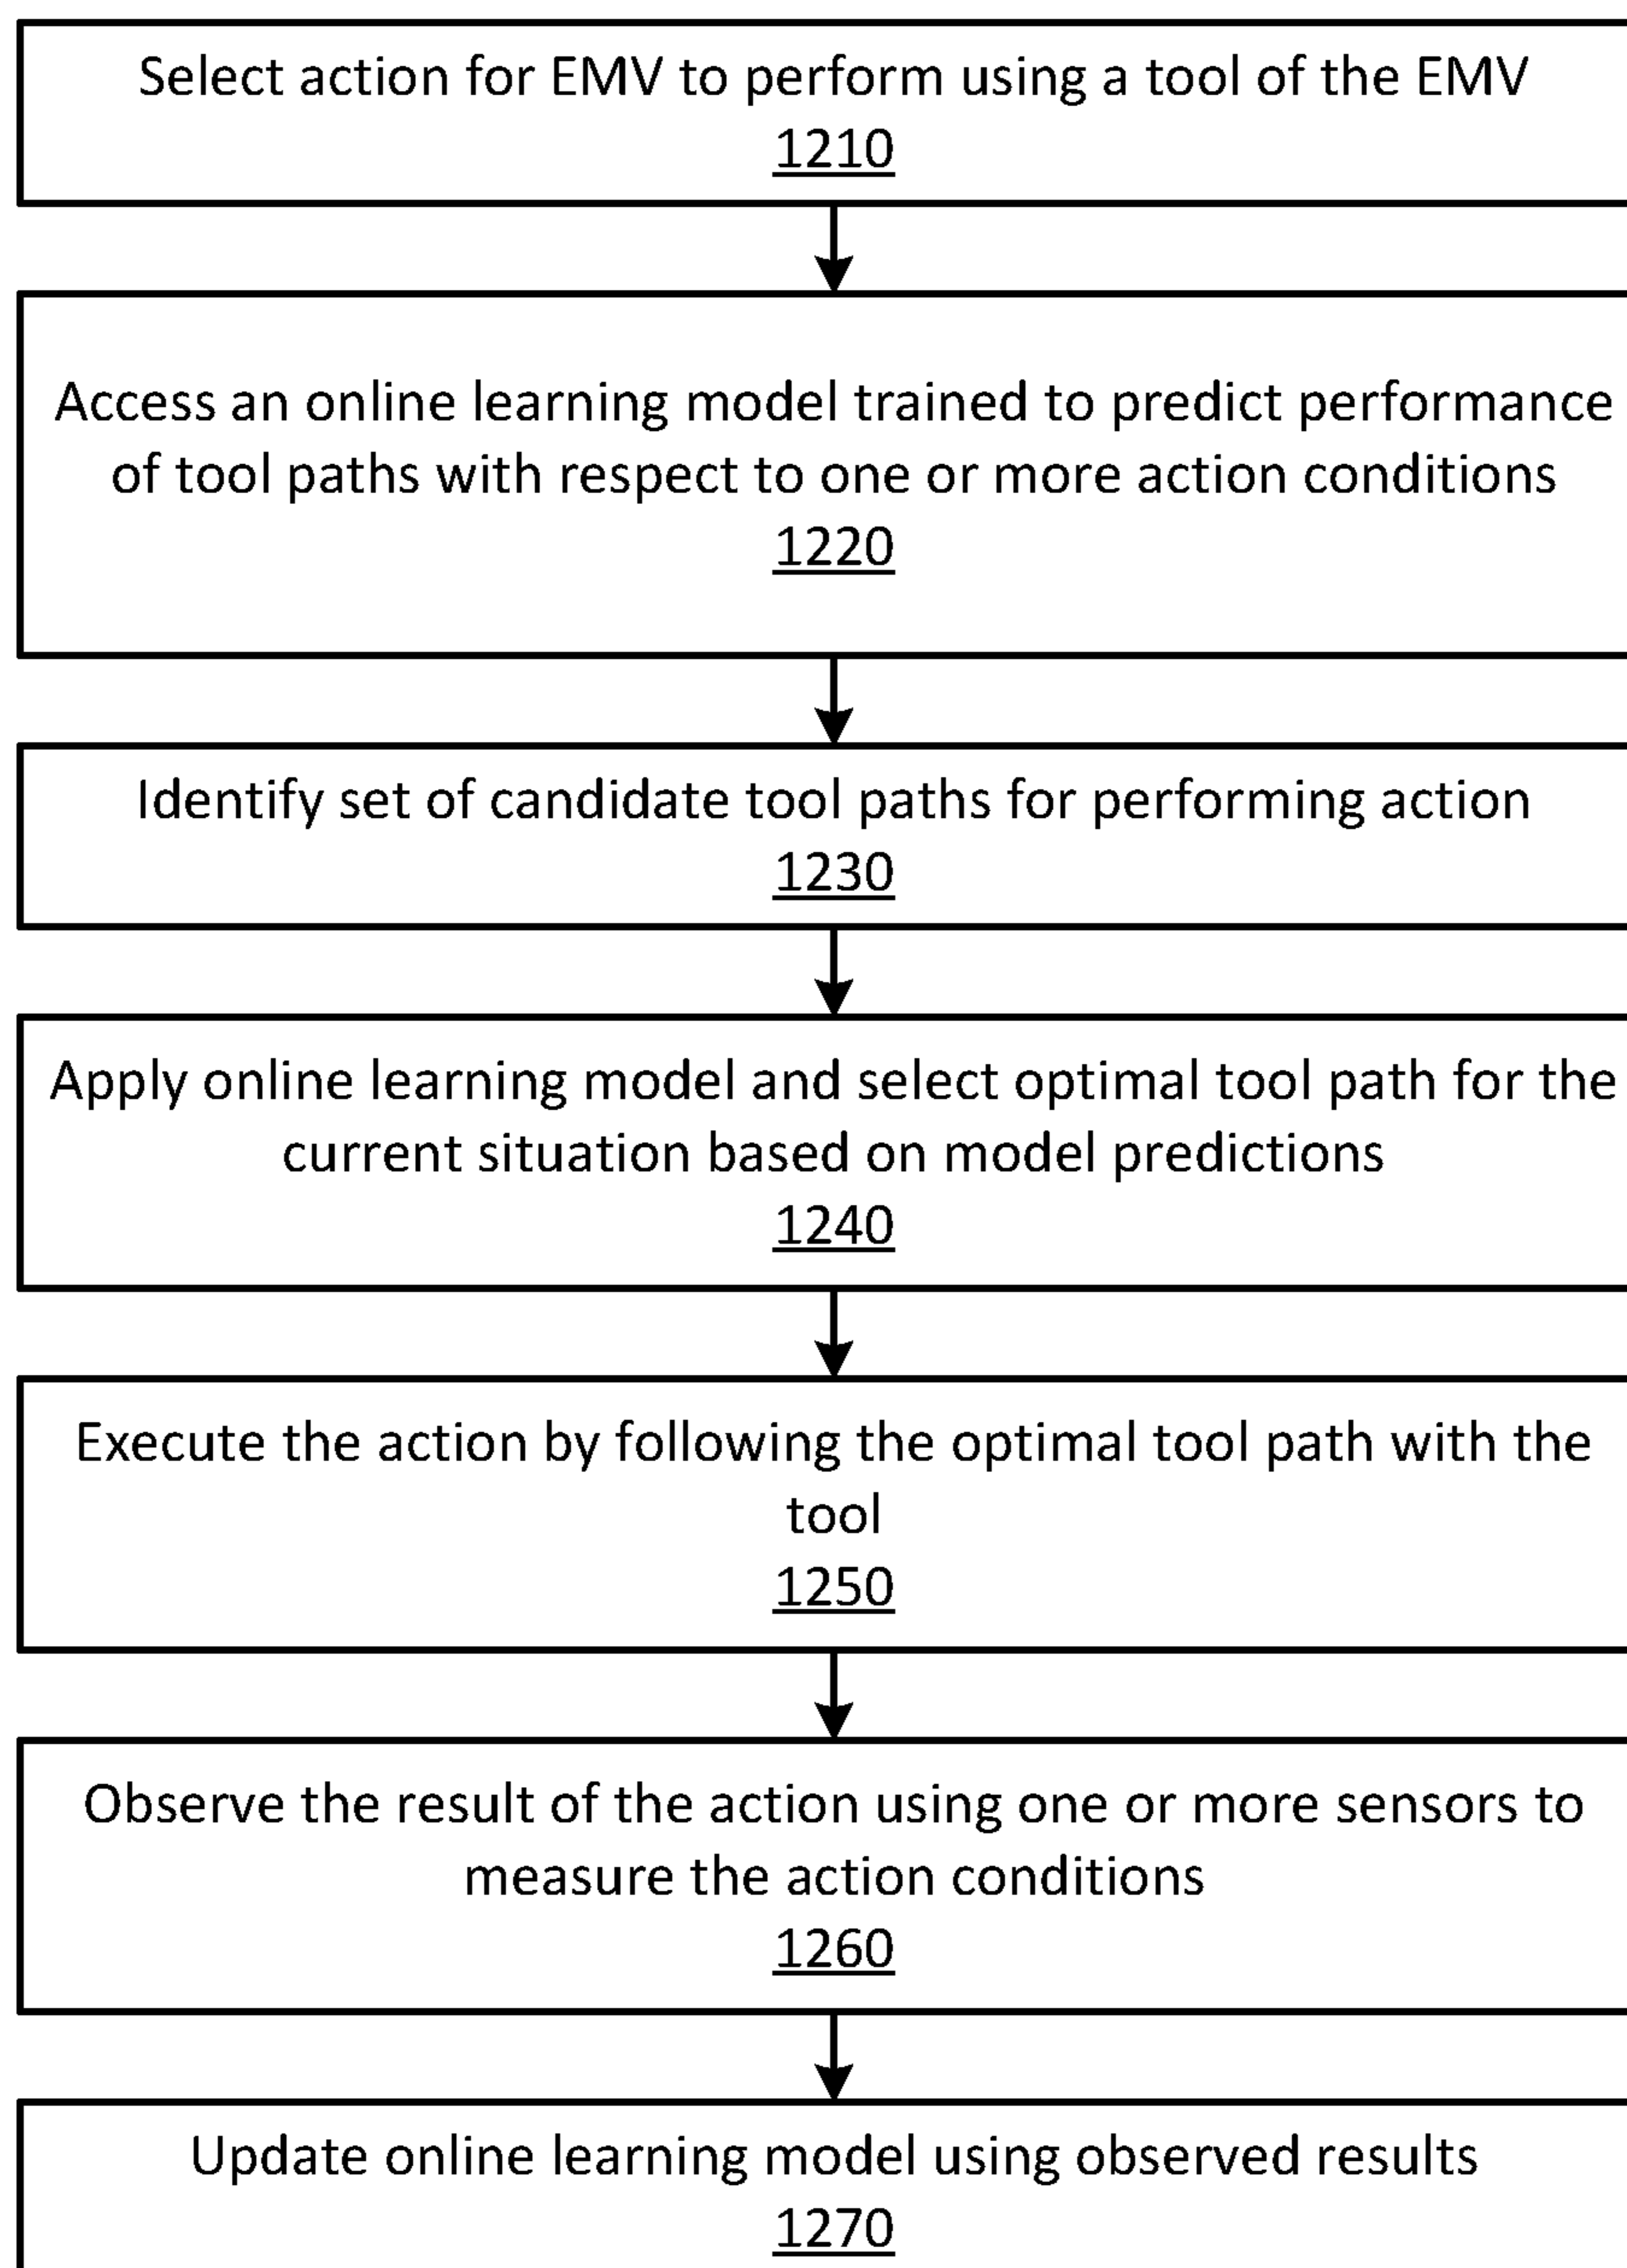 Select action for EMV to perform using a tool of the EMV
1210
Access an online learning model trained to predict performance
of tool paths with respect to one or more action conditions
1220
Identify set of candidate tool paths for performing action
1230
Apply online learning model and select optimal tool path for the
current situation based on model predictions
1240
Execute the action by following the optimal tool path with the
tool
1250
Observe the result of the action using one or more sensors to
measure the action conditions
1260
Update online learning model using observed results
1270